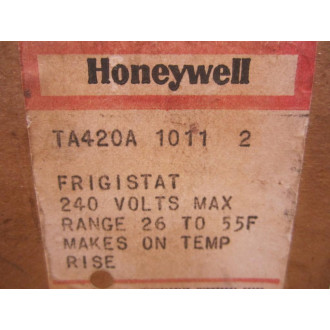 Honeywell
TA420A 1011 2
FRIGISTAT
240 VOLTS MAX
RANGE 26 TO 55F
MAKES ON TEMP
RISE